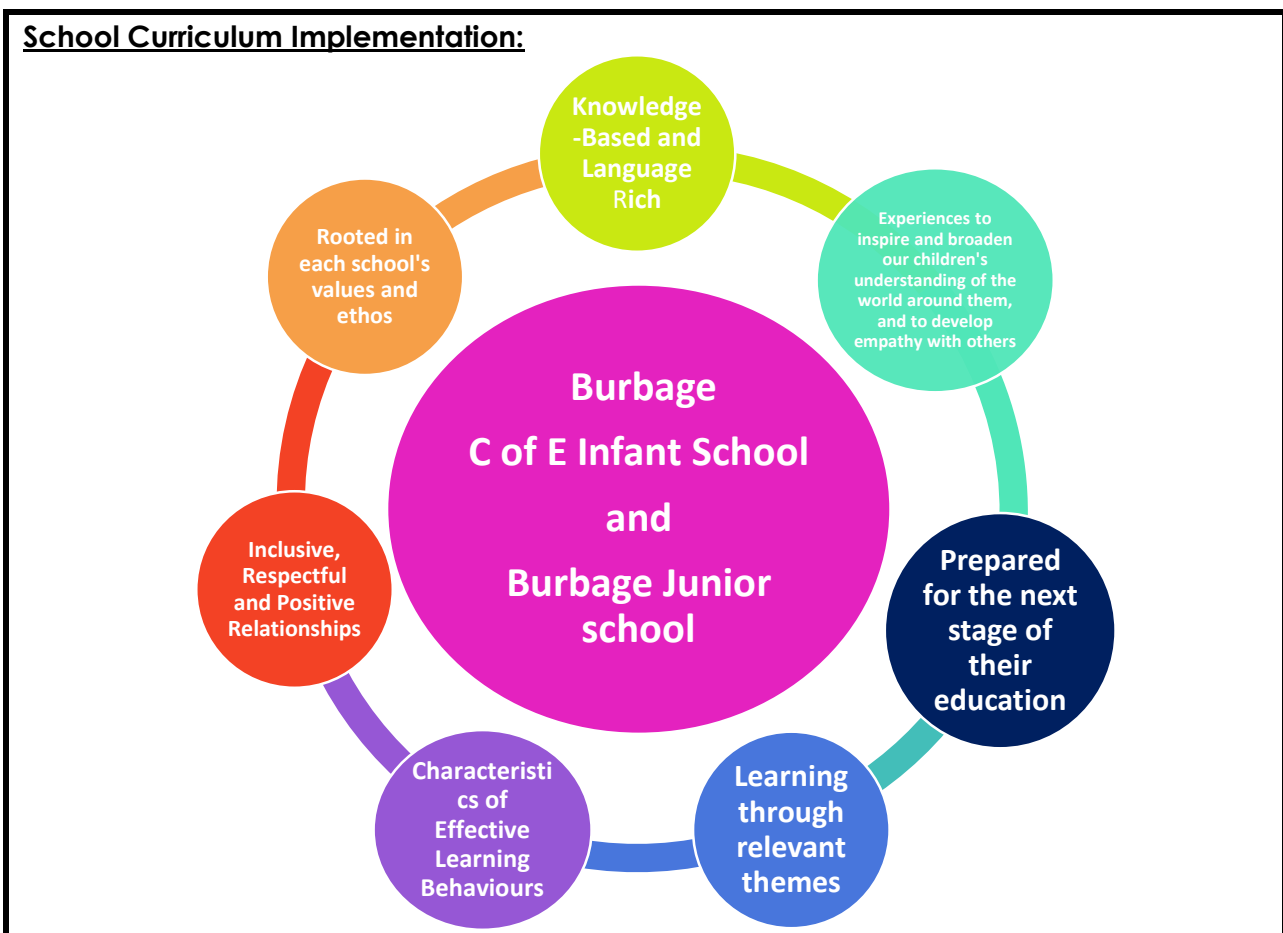 School Curriculum Implementation:
Knowledge
-Based and
Language
Rich
Experiences to
inspire and broaden
our children's
understanding of the
world around them,
and to develop
empathy with others
Prepared
for the next
stage of
their
education
Learning
through
relevant
themes
Characteristi
cs of
Effective
Learning
Behaviours
Inclusive,
Respectful
and Positive
Relationships
Rooted in
each school's
values and
ethos
Burbage
C of E Infant School
and
Burbage Junior
school